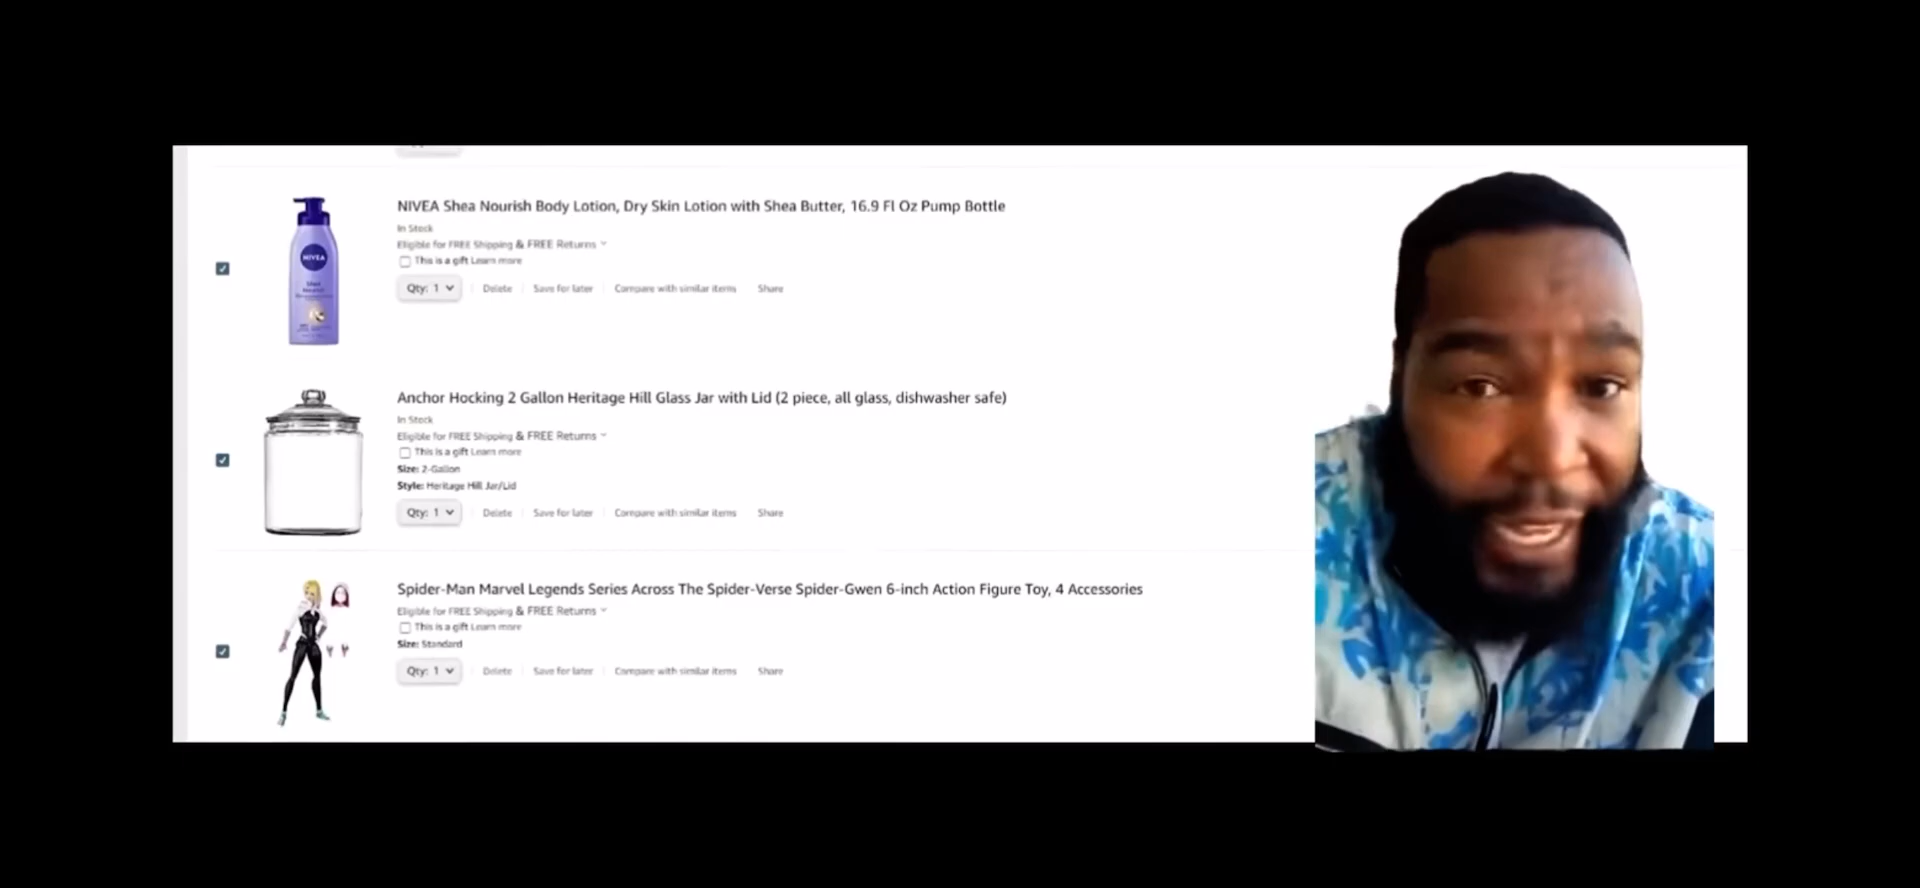 NIVEA Shea Nourish Body Lotion, Dry Skin Lotion with Shea Butter, 16.9 Fl Oz Pump Bottle
In Stock
Eligible for FREE Shipping & FREE Returns
This is a gift Learn more
Qty: 1 Delete Save for later Compare with similar items Share
NIVEA
Shea
Nourish
Anchor Hocking 2 Gallon Heritage Hill Glass Jar with Lid (2 piece, all glass, dishwasher safe)
In Stock
Eligible for FREE Shipping & FREE Returns
This is a gift Learn more
Size: 2-Gallon
Style: Heritage Hill Jar/Lid
Qty: 1 Delete Save for later Compare with similar items Share
Spider-Man Marvel Legends Series Across The Spider-Verse Spider-Gwen 6-inch Action Figure Toy, 4 Accessories
Eligible for FREE Shipping & FREE Returns
This is a gift Learn more
Size: Standard
Qty: 1 Delete Save for later Compare with similar items Share